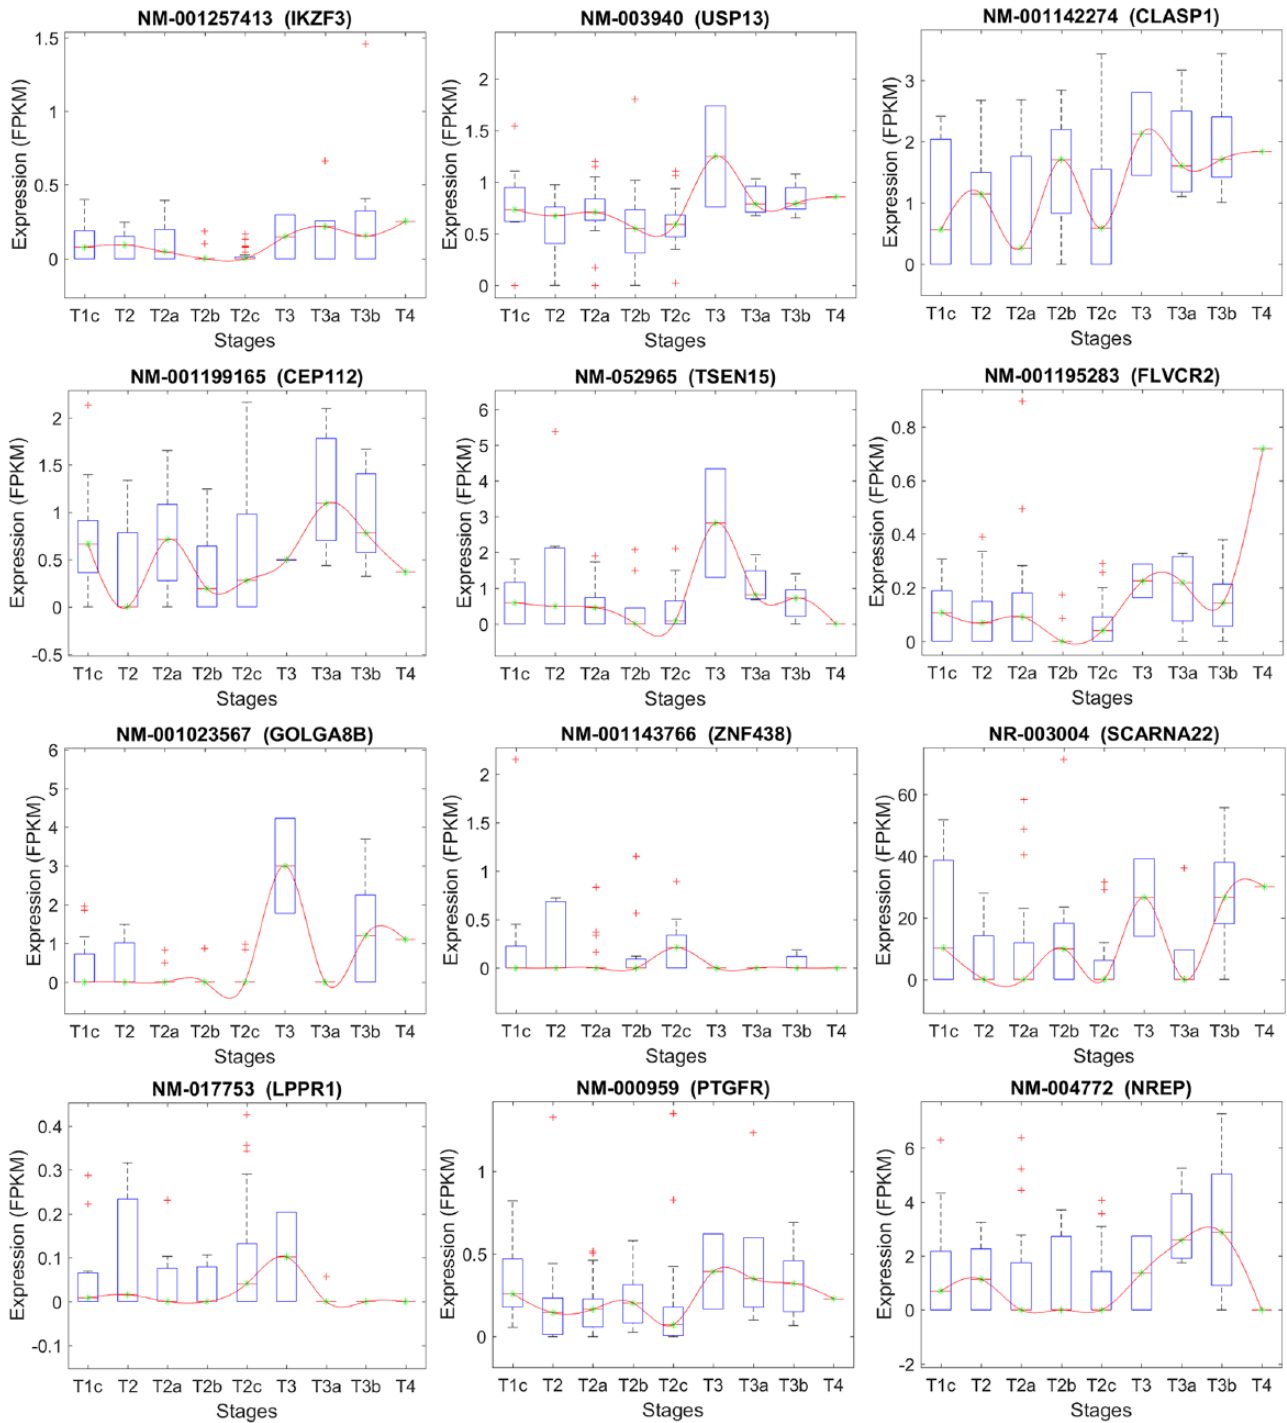 NM-001257413 (IKZF3)
Expression (FPKM)
1.5
1
0.5
0
T1c T2 T2a T2b T2c T3 T3a T3b T4
Stages
NM-003940 (USP13)
Expression (FPKM)
2
1.5
1
0.5
0
T1c T2 T2a T2b T2c T3 T3a T3b T4
Stages
NM-001142274 (CLASP1)
Expression (FPKM)
3
2
1
0
T1c T2 T2a T2b T2c T3 T3a T3b T4
Stages
NM-001199165 (CEP112)
Expression (FPKM)
2
1.5
1
0.5
0
-0.5
T1c T2 T2a T2b T2c T3 T3a T3b T4
Stages
NM-052965 (TSEN15)
Expression (FPKM)
6
5
4
3
2
1
0
T1c T2 T2a T2b T2c T3 T3a T3b T4
Stages
NM-001195283 (FLVCR2)
Expression (FPKM)
0.8
0.6
0.4
0.2
0
T1c T2 T2a T2b T2c T3 T3a T3b T4
Stages
NM-001023567 (GOLGA8B)
Expression (FPKM)
6
5
4
3
2
1
0
T1c T2 T2a T2b T2c T3 T3a T3b T4
Stages
NM-001143766 (ZNF438)
Expression (FPKM)
2
1.5
1
0.5
0
T1c T2 T2a T2b T2c T3 T3a T3b T4
Stages
NR-003004 (SCARNA22)
Expression (FPKM)
60
40
20
0
T1c T2 T2a T2b T2c T3 T3a T3b T4
Stages
NM-017753 (LPPR1)
Expression (FPKM)
0.4
0.3
0.2
0.1
0
-0.1
T1c T2 T2a T2b T2c T3 T3a T3b T4
Stages
NM-000959 (PTGFR)
Expression (FPKM)
1
0.5
0
T1c T2 T2a T2b T2c T3 T3a T3b T4
Stages
NM-004772 (NREP)
Expression (FPKM)
6
4
2
0
-2
T1c T2 T2a T2b T2c T3 T3a T3b T4
Stages